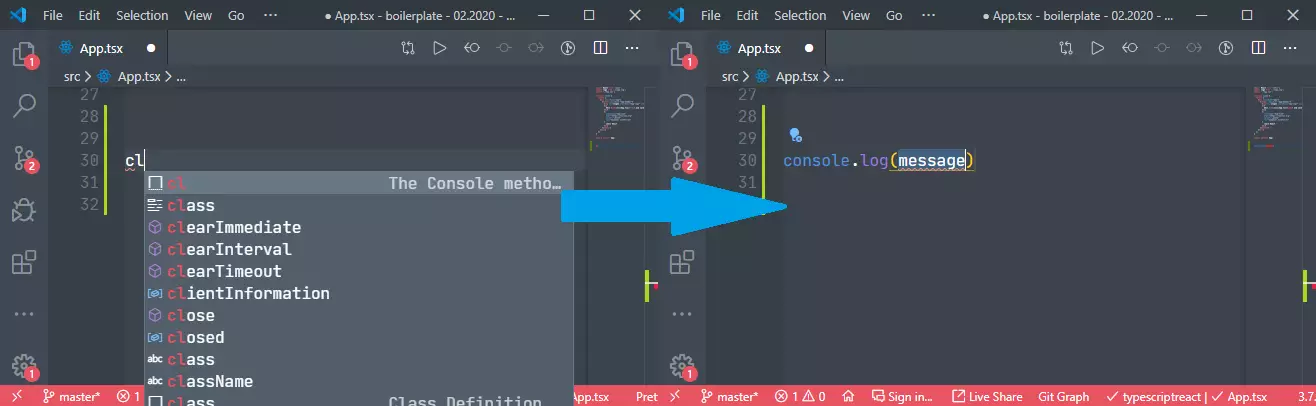 File Edit Selection View Go ··· ● App.tsx - boilerplate - 02.2020 - ...
App.tsx ●
src > App.tsx > ...
27
28
29
30 cl
31
32
cl The Console metho…
class
clearImmediate
clearInterval
clearTimeout
clientInformation
close
closed
class
className
class Class Definition
1
2
1
master* 1 App.tsx Pret
File Edit Selection View Go ··· ● App.tsx - boilerplate - 02.2020 - ...
App.tsx ●
src > App.tsx > ...
27
28
29
30 console.log(message)
31
1
2
1
master* 1 0 Sign in... Live Share Git Graph typescriptreact | App.tsx 3.7